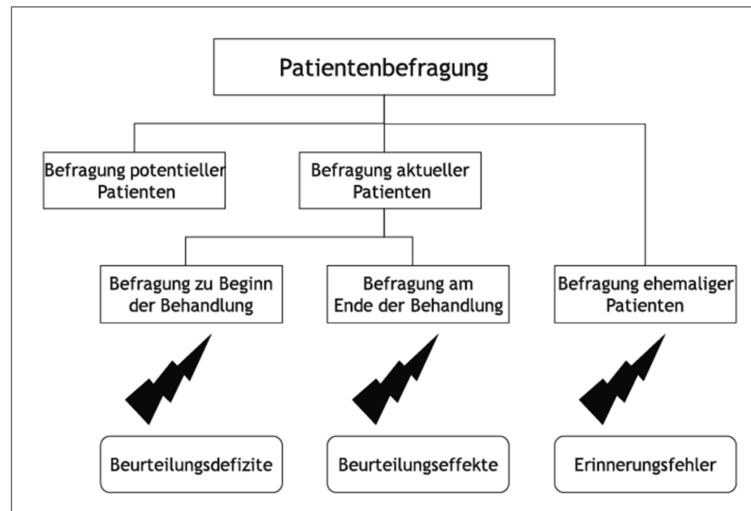 Patientenbefragung
Befragung potentieller
Patienten
Befragung aktueller
Patienten
Befragung zu Beginn
der Behandlung
Befragung am
Ende der Behandlung
Befragung ehemaliger
Patienten
Beurteilungsdefizite
Beurteilungseffekte
Erinnerungsfehler